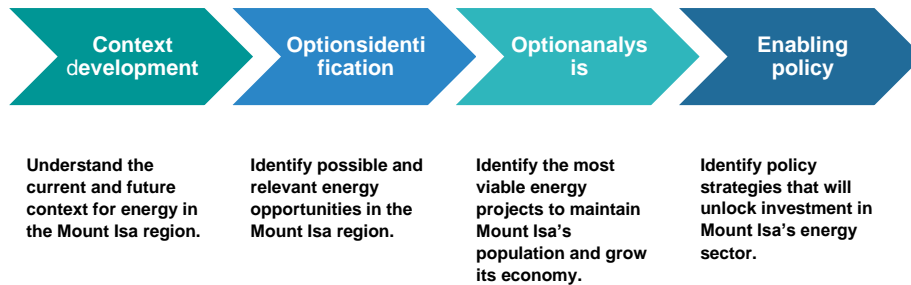 Context
development
Optionsidenti
fication
Optionanalys
is
Enabling
policy
Understand the
current and future
context for energy in
the Mount Isa region.
Identify possible and
relevant energy
opportunities in the
Mount Isa region.
Identify the most
viable energy
projects to maintain
Mount Isa's
population and grow
its economy.
Identify policy
strategies that will
unlock investment in
Mount Isa's energy
sector.